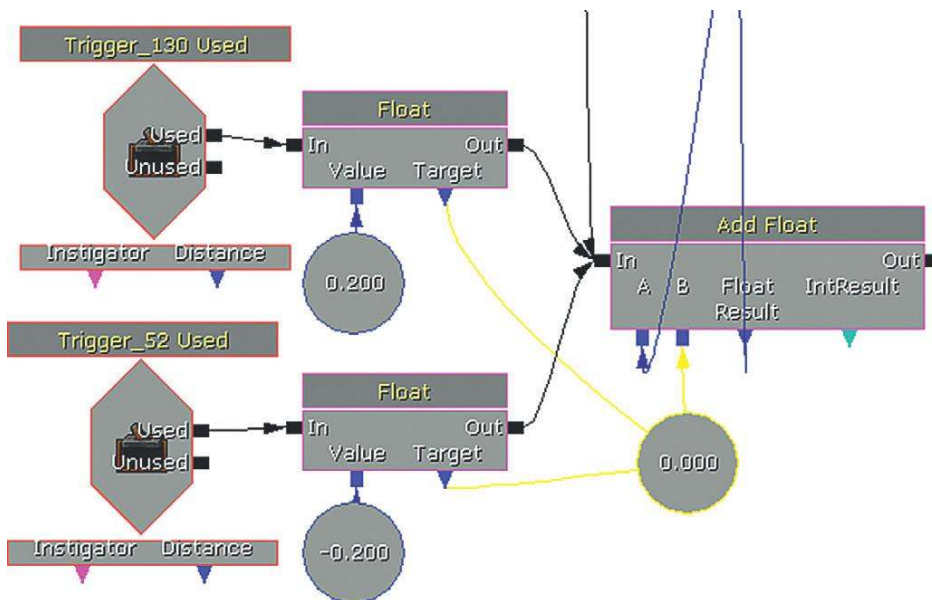 Trigger_130 Used
Used
Unused
Instigator Distance
Float
In Out
Value Target
0.200
Add Float
In Out
A B Float Result IntResult
Trigger_52 Used
Used
Unused
Instigator Distance
Float
In Out
Value Target
-0.200
0.000